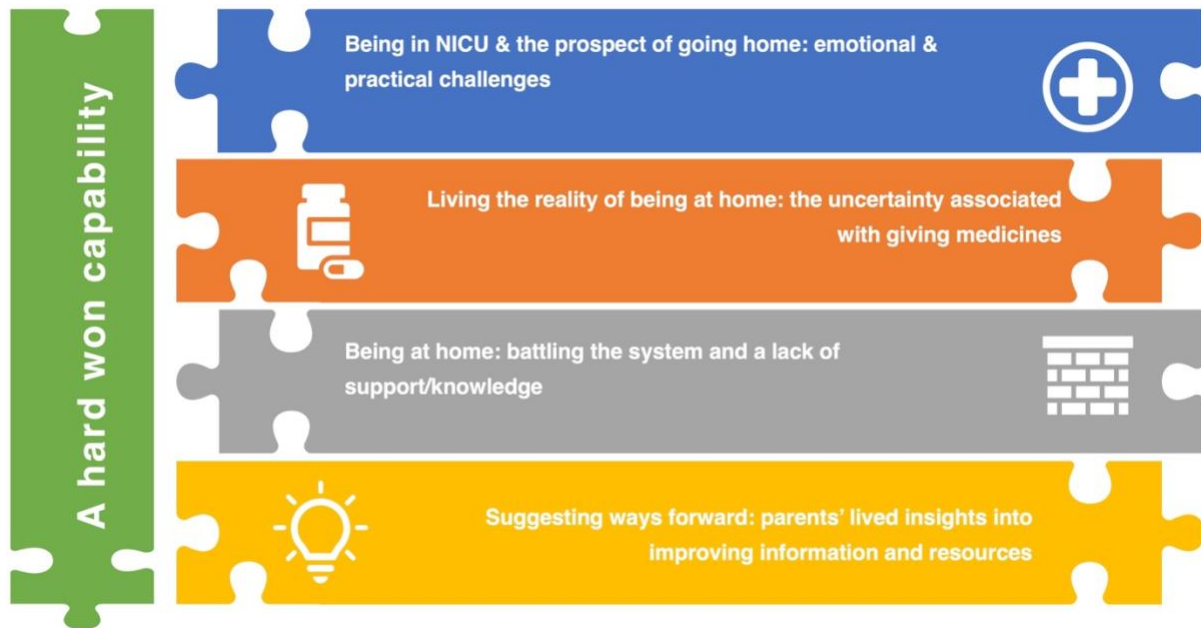 A hard won capability
Being in NICU & the prospect of going home: emotional &
practical challenges
Living the reality of being at home: the uncertainty associated
with giving medicines
Being at home: battling the system and a lack of
support/knowledge
Suggesting ways forward: parents’ lived insights into
improving information and resources